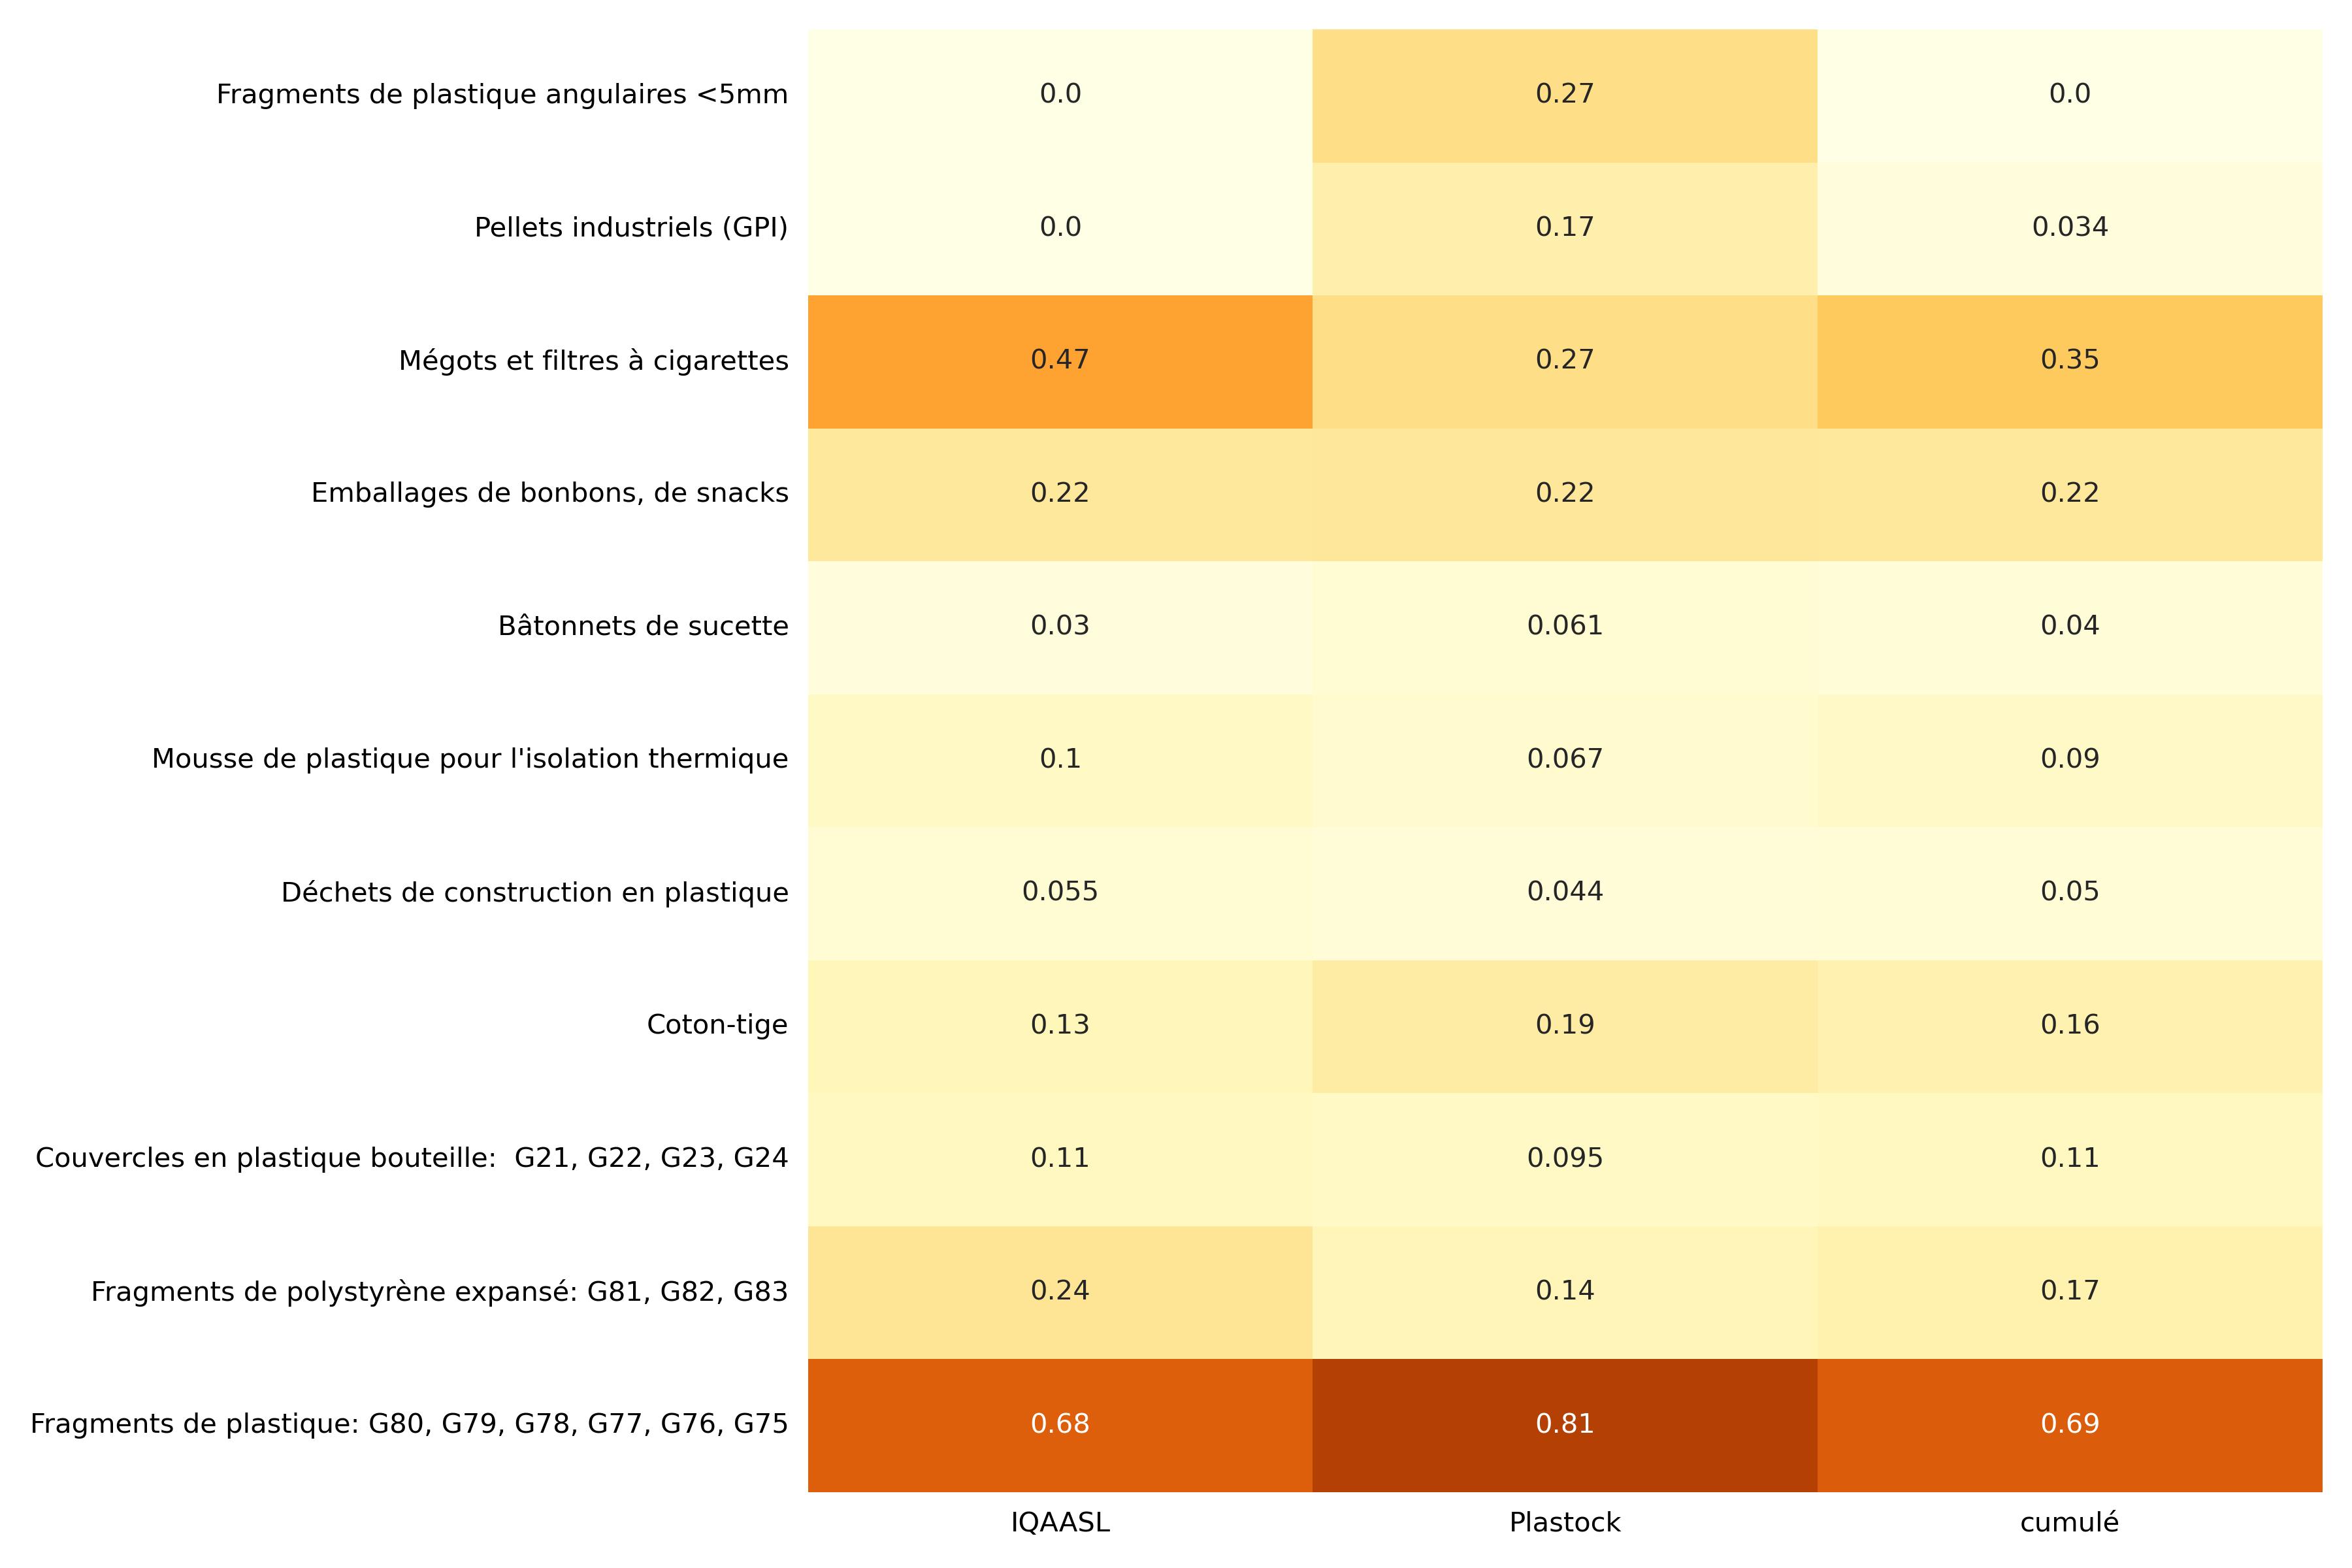 Fragments de plastique angulaires <5mm 0.0 0.27 0.0
Pellets industriels (GPI) 0.0 0.17 0.034
Mégots et filtres à cigarettes 0.47 0.27 0.35
Emballages de bonbons, de snacks 0.22 0.22 0.22
Bâtonnets de sucette 0.03 0.061 0.04
Mousse de plastique pour l'isolation thermique 0.1 0.067 0.09
Déchets de construction en plastique 0.055 0.044 0.05
Coton-tige 0.13 0.19 0.16
Couvercles en plastique bouteille:  G21, G22, G23, G24 0.11 0.095 0.11
Fragments de polystyrène expansé: G81, G82, G83 0.24 0.14 0.17
Fragments de plastique: G80, G79, G78, G77, G76, G75 0.68 0.81 0.69
IQAASL Plastock cumulé